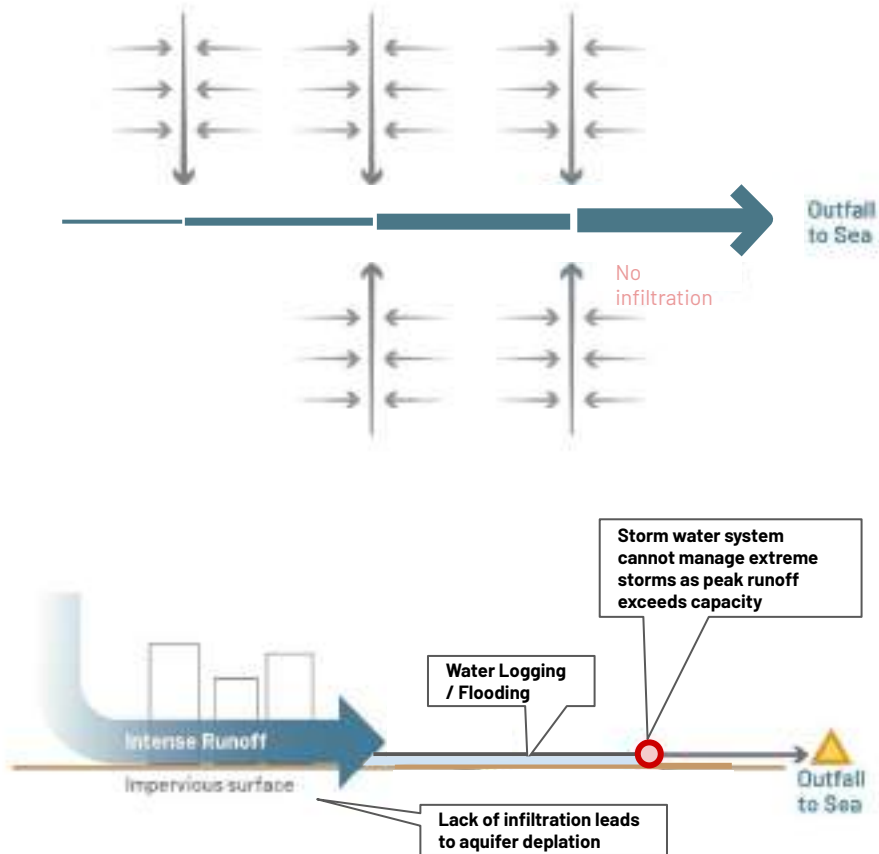 Outfall
to Sea
No
infiltration
Storm water system
cannot manage extreme
storms as peak runoff
exceeds capacity
Water Logging
/ Flooding
Intense Runoff
Impervious surface
Outfall
to Sea
Lack of infiltration leads
to aquifer deplation